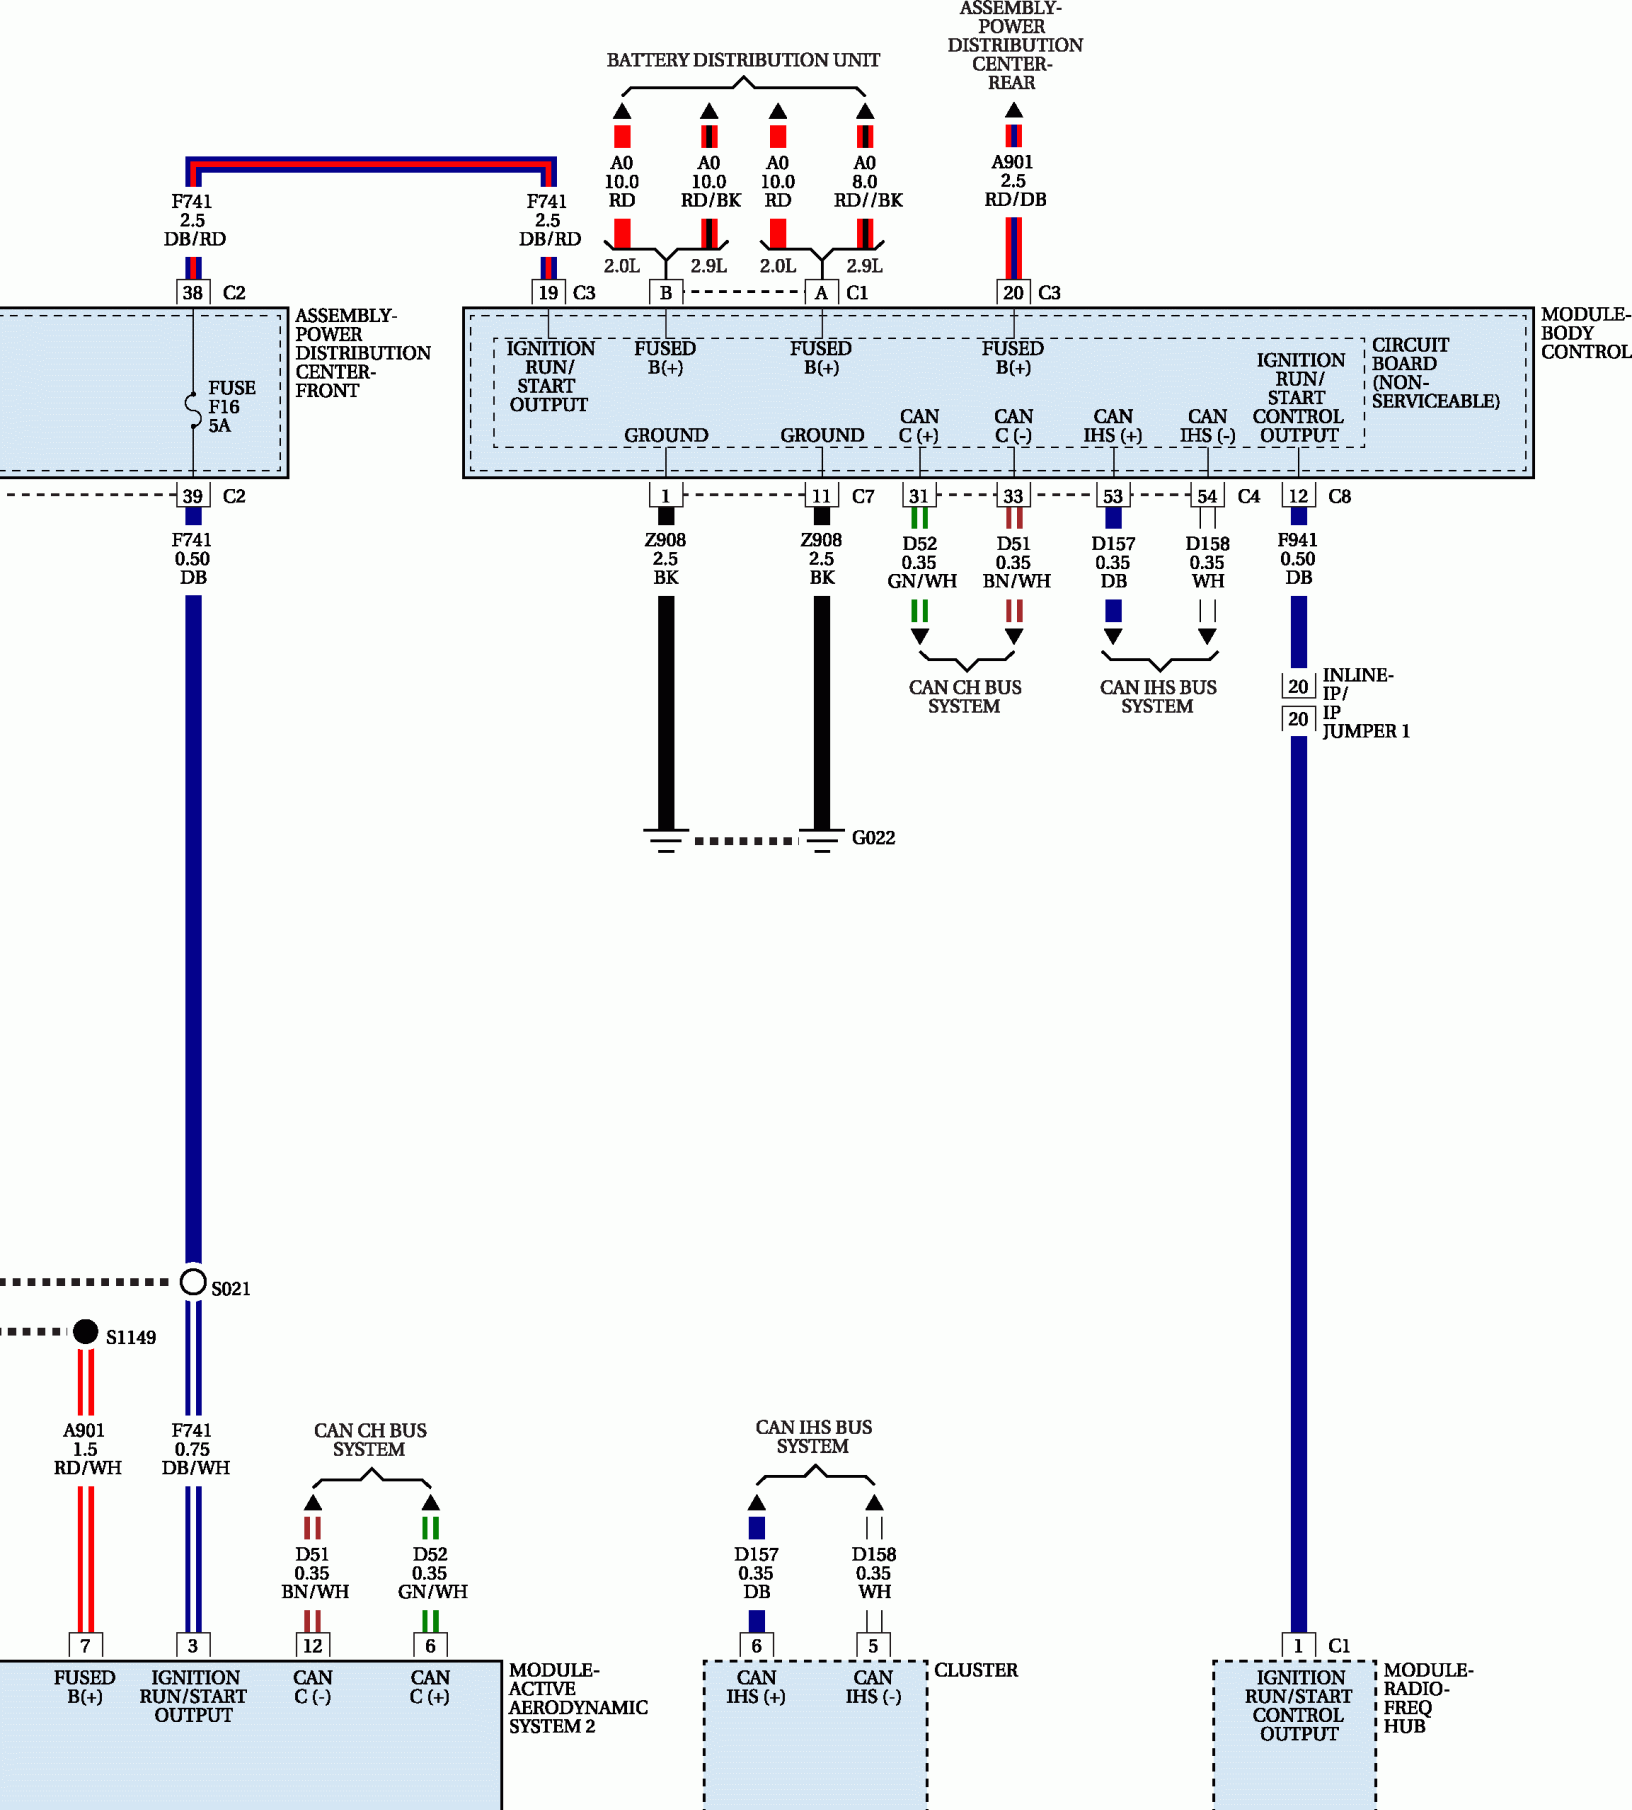 ASSEMBLY-
POWER
DISTRIBUTION
CENTER-
REAR
BATTERY DISTRIBUTION UNIT
F741
2.5
DB/RD
F741
2.5
DB/RD
A0
10.0
RD
A0
10.0
RD/BK
A0
10.0
RD
A0
8.0
RD//BK
A901
2.5
RD/DB
2.0L
2.9L
2.0L
2.9L
38
C2
19
C3
B
A
C1
20
C3
ASSEMBLY-
POWER
DISTRIBUTION
CENTER-
FRONT
FUSE
F16
5A
IGNITION
RUN/
START
OUTPUT
FUSED
B(+)
FUSED
B(+)
FUSED
B(+)
IGNITION
RUN/
START
CONTROL
OUTPUT
CIRCUIT
BOARD
(NON-
SERVICEABLE)
MODULE-
BODY
CONTROL
GROUND
GROUND
CAN
C (+)
CAN
C (-)
CAN
IHS (+)
CAN
IHS (-)
39
C2
1
11
C7
31
33
53
54
C4
12
C8
F741
0.50
DB
Z908
2.5
BK
Z908
2.5
BK
D52
0.35
GN/WH
D51
0.35
BN/WH
D157
0.35
DB
D158
0.35
WH
F941
0.50
DB
CAN CH BUS
SYSTEM
CAN IHS BUS
SYSTEM
20
20
INLINE-
IP/
IP
JUMPER 1
G022
S021
S1149
A901
1.5
RD/WH
F741
0.75
DB/WH
CAN CH BUS
SYSTEM
D51
0.35
BN/WH
D52
0.35
GN/WH
CAN IHS BUS
SYSTEM
D157
0.35
DB
D158
0.35
WH
7
3
12
6
6
5
1
C1
FUSED
B(+)
IGNITION
RUN/START
OUTPUT
CAN
C (-)
CAN
C (+)
MODULE-
ACTIVE
AERODYNAMIC
SYSTEM 2
CAN
IHS (+)
CAN
IHS (-)
CLUSTER
IGNITION
RUN/START
CONTROL
OUTPUT
MODULE-
RADIO-
FREQ
HUB